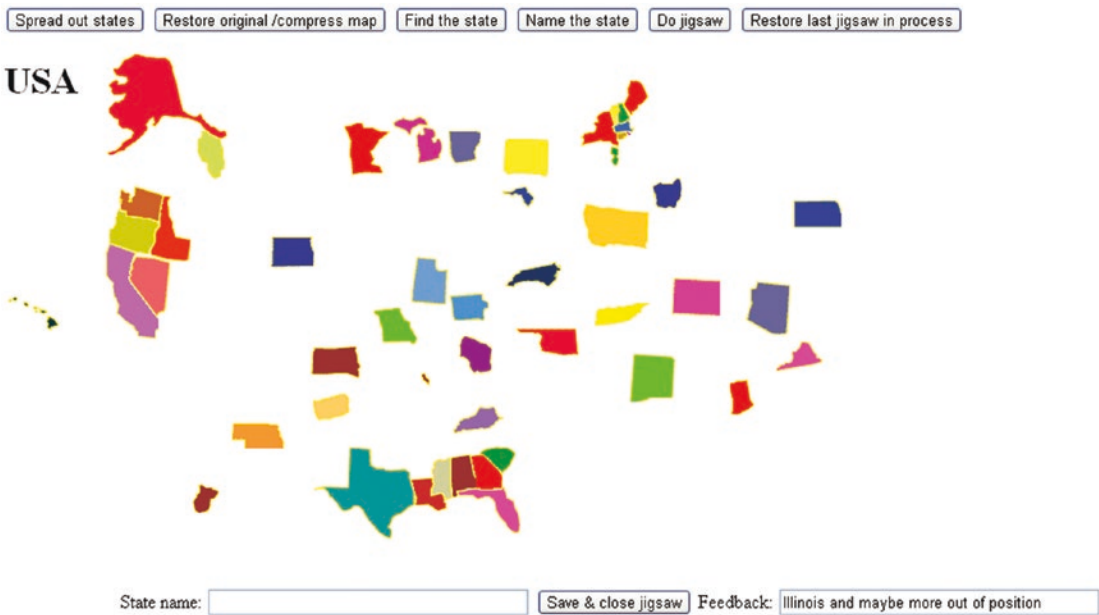 Spread out states Restore original /compress map Find the state Name the state Do jigsaw Restore last jigsaw in process
USA
State name: Save & close jigsaw Feedback: Illinois and maybe more out of position